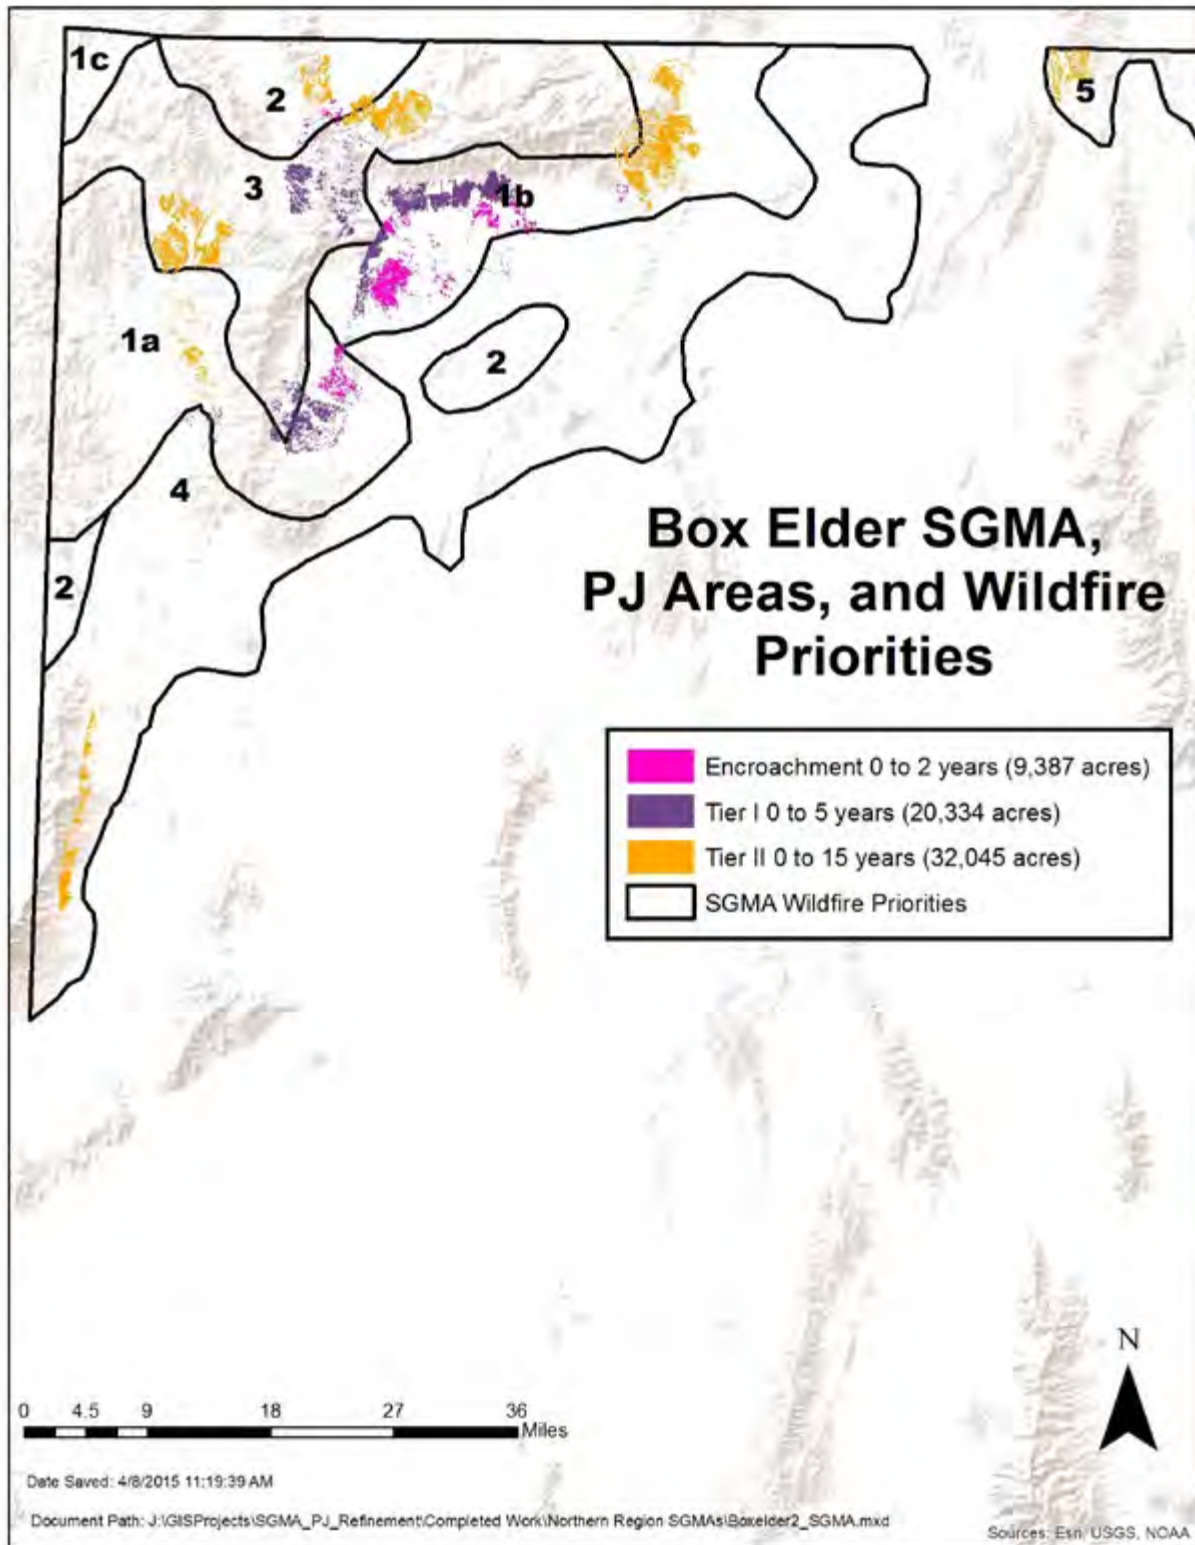 1c
2
5
3
1b
1a
2
4
2
Box Elder SGMA,
PJ Areas, and Wildfire
Priorities
Encroachment 0 to 2 years (9,387 acres)
Tier I 0 to 5 years (20,334 acres)
Tier II 0 to 15 years (32,045 acres)
SGMA Wildfire Priorities
N
0 4.5 9 18 27 36
Miles
Date Saved: 4/8/2015 11:19:39 AM
Document Path: J:\GISProjects\SGMA_PJ_Refinement\Completed Work\Northern Region SGMAs\Boxelder2_SGMA.mxd
Sources: Esri, USGS, NOAA